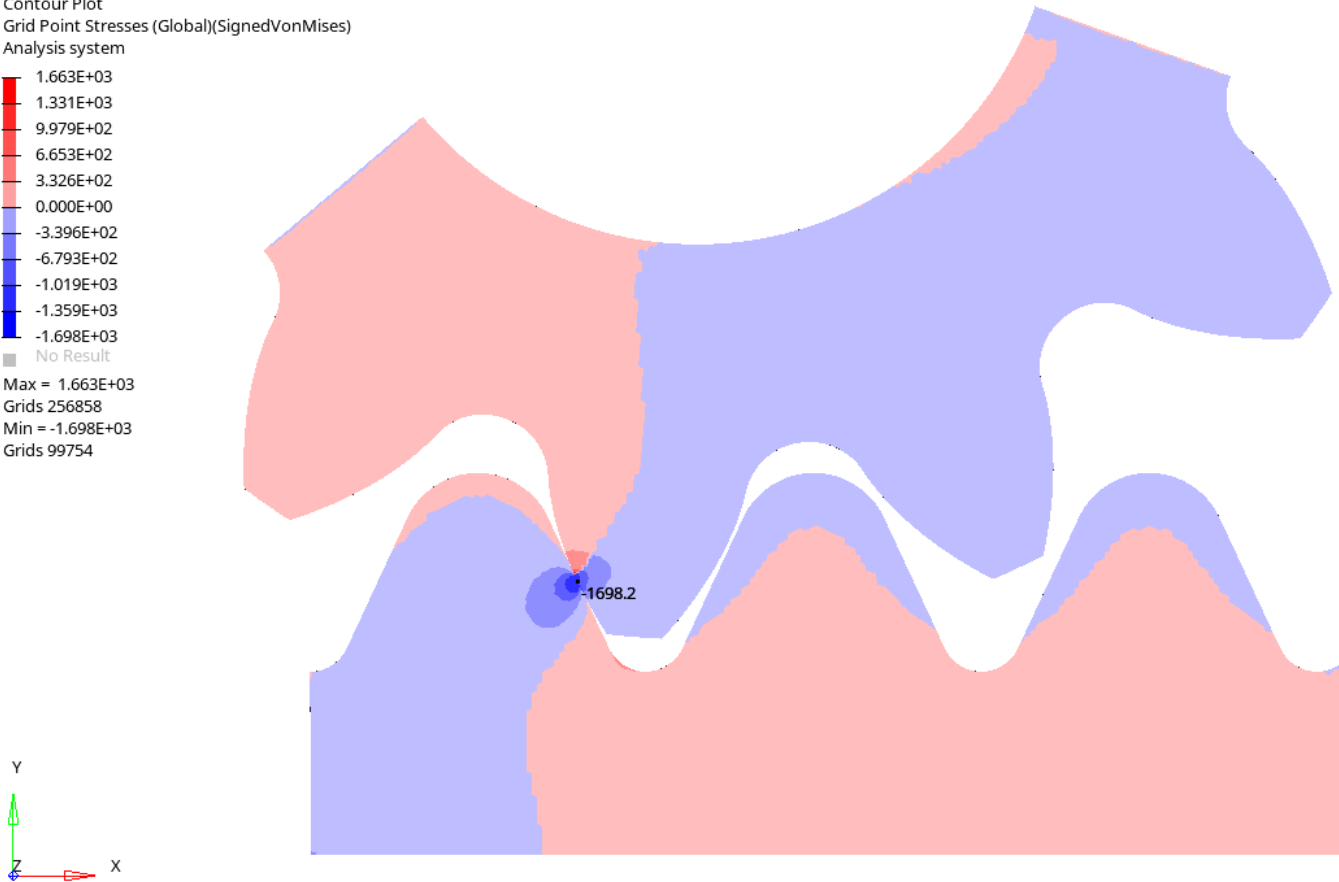 Contour Plot
Grid Point Stresses (Global)(SignedVonMises)
Analysis system
1.663E+03
1.331E+03
9.979E+02
6.653E+02
3.326E+02
0.000E+00
-3.396E+02
-6.793E+02
-1.019E+03
-1.359E+03
-1.698E+03
No Result
Max = 1.663E+03
Grids 256858
Min = -1.698E+03
Grids 99754
-1698.2
Y
Z
X